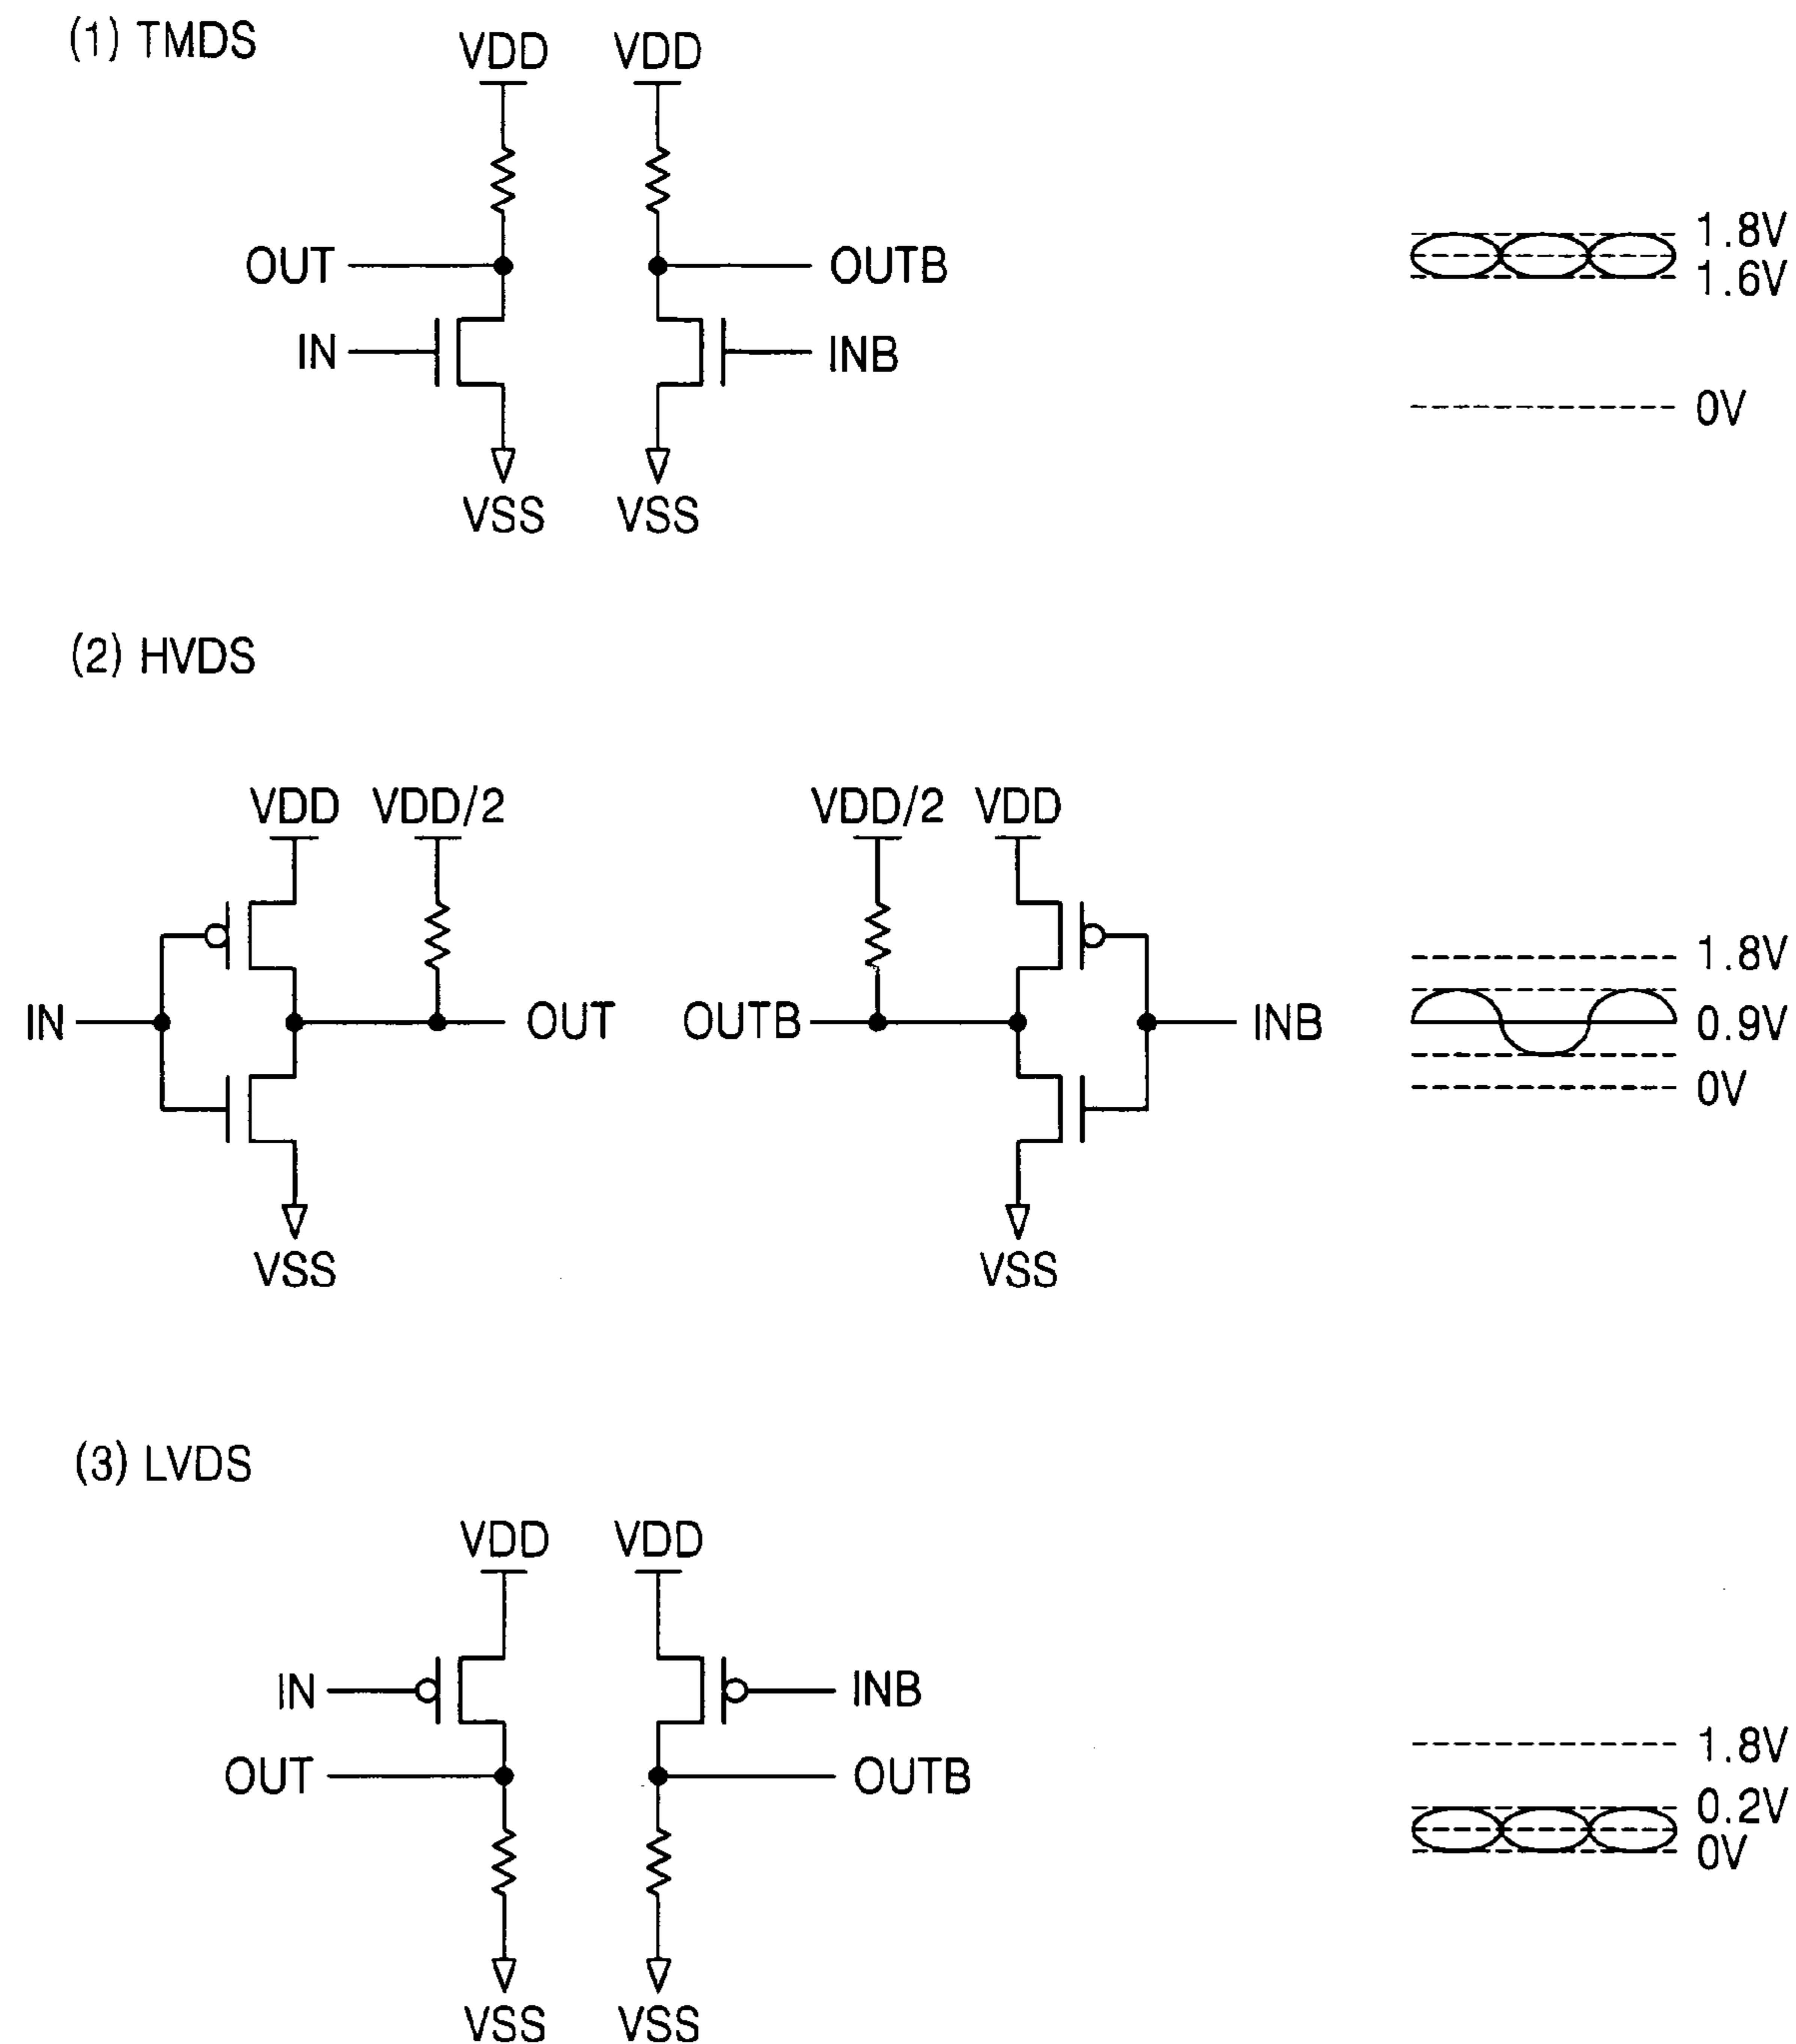 (1) TMDS
VDD VDD
OUT OUTB
1.8V
1.6V
IN INB
0V
VSS VSS
(2) HVDS
VDD VDD/2 VDD/2 VDD
1.8V
IN OUT OUTB INB 0.9V
0V
VSS VSS
(3) LVDS
VDD VDD
IN INB
1.8V
OUT OUTB
0.2V
0V
VSS VSS